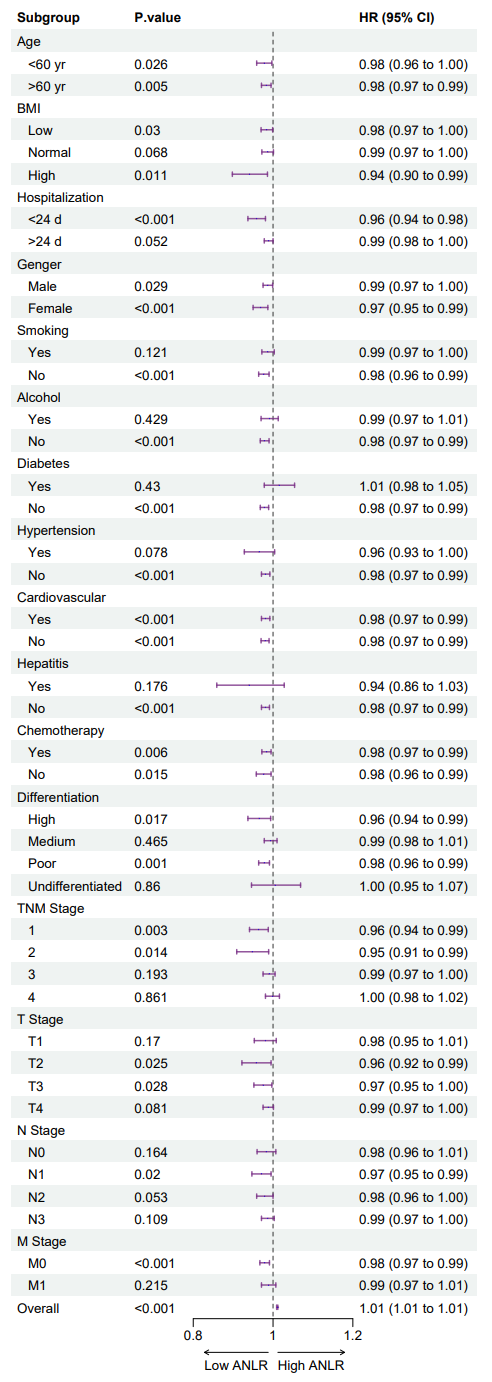 Subgroup P.value HR (95% CI)
Age
<60 yr 0.026 0.98 (0.96 to 1.00)
>60 yr 0.005 0.98 (0.97 to 0.99)
BMI
Low 0.03 0.98 (0.97 to 1.00)
Normal 0.068 0.99 (0.97 to 1.00)
High 0.011 0.94 (0.90 to 0.99)
Hospitalization
<24 d <0.001 0.96 (0.94 to 0.98)
>24 d 0.052 0.99 (0.98 to 1.00)
Genger
Male 0.029 0.99 (0.97 to 1.00)
Female <0.001 0.97 (0.95 to 0.99)
Smoking
Yes 0.121 0.99 (0.97 to 1.00)
No <0.001 0.98 (0.96 to 0.99)
Alcohol
Yes 0.429 0.99 (0.97 to 1.01)
No <0.001 0.98 (0.97 to 0.99)
Diabetes
Yes 0.43 1.01 (0.98 to 1.05)
No <0.001 0.98 (0.97 to 0.99)
Hypertension
Yes 0.078 0.96 (0.93 to 1.00)
No <0.001 0.98 (0.97 to 0.99)
Cardiovascular
Yes <0.001 0.98 (0.97 to 0.99)
No <0.001 0.98 (0.97 to 0.99)
Hepatitis
Yes 0.176 0.94 (0.86 to 1.03)
No <0.001 0.98 (0.97 to 0.99)
Chemotherapy
Yes 0.006 0.98 (0.97 to 0.99)
No 0.015 0.98 (0.96 to 0.99)
Differentiation
High 0.017 0.96 (0.94 to 0.99)
Medium 0.465 0.99 (0.98 to 1.01)
Poor 0.001 0.98 (0.96 to 0.99)
Undifferentiated 0.86 1.00 (0.95 to 1.07)
TNM Stage
1 0.003 0.96 (0.94 to 0.99)
2 0.014 0.95 (0.91 to 0.99)
3 0.193 0.99 (0.97 to 1.00)
4 0.861 1.00 (0.98 to 1.02)
T Stage
T1 0.17 0.98 (0.95 to 1.01)
T2 0.025 0.96 (0.92 to 0.99)
T3 0.028 0.97 (0.95 to 1.00)
T4 0.081 0.99 (0.97 to 1.00)
N Stage
N0 0.164 0.98 (0.96 to 1.01)
N1 0.02 0.97 (0.95 to 0.99)
N2 0.053 0.98 (0.96 to 1.00)
N3 0.109 0.99 (0.97 to 1.00)
M Stage
M0 <0.001 0.98 (0.97 to 0.99)
M1 0.215 0.99 (0.97 to 1.01)
Overall <0.001 1.01 (1.01 to 1.01)
0.8 1 1.2
Low ANLR High ANLR